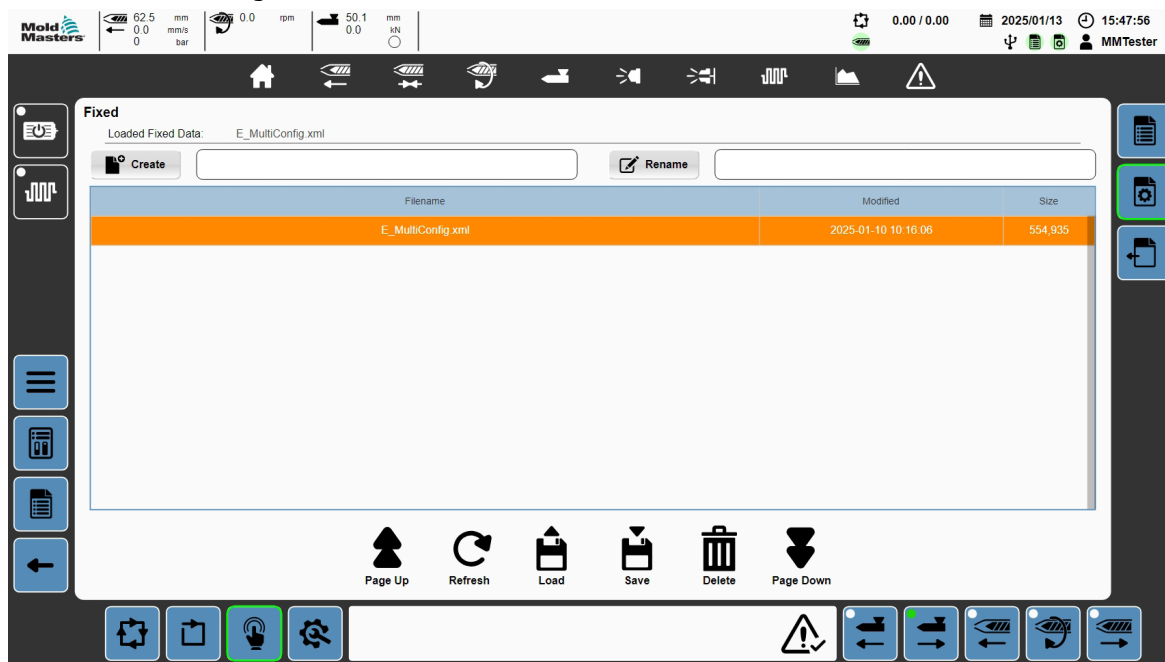 Mold
Masters
62.5 mm
0.0 mm/s
0 bar
0.0 rpm
50.1 mm
0.0 kN
0.00 / 0.00
2025/01/13
15:47:56
MMTester
Fixed
Loaded Fixed Data: E_MultiConfig.xml
Create
Rename
Filename Modified Size
E_MultiConfig.xml 2025-01-10 10:16:06 554,935
Page Up Refresh Load Save Delete Page Down